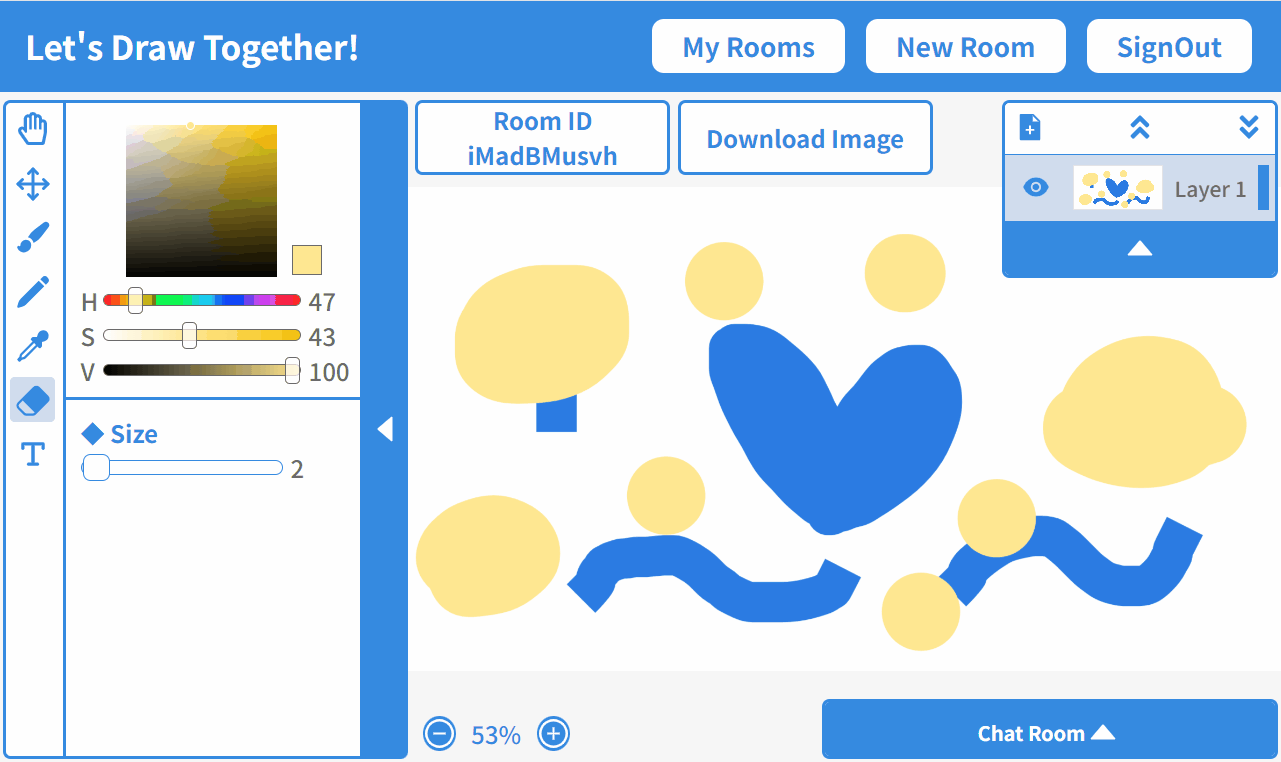 Let's Draw Together!
My Rooms
New Room
SignOut
Room ID
iMadBMusvh
Download Image
Layer 1
H
47
S
43
V
100
Size
2
T
53%
Chat Room